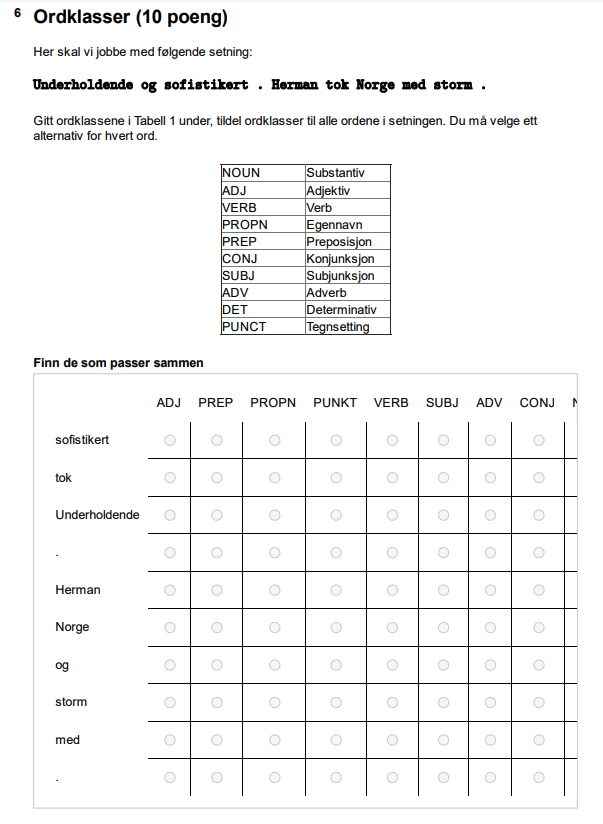 6 Ordklasser (10 poeng)
Her skal vi jobbe med følgende setning:
Underholdende og sofistikert . Herman tok Norge med storm .
Gitt ordklassene i Tabell 1 under, tildel ordklasser til alle ordene i setningen. Du må velge ett
alternativ for hvert ord.
NOUN Substantiv
ADJ Adjektiv
VERB Verb
PROPN Egennavn
PREP Preposisjon
CONJ Konjunksjon
SUBJ Subjunksjon
ADV Adverb
DET Determinativ
PUNCT Tegnsetting
Finn de som passer sammen
ADJ PREP PROPN PUNKT VERB SUBJ ADV CONJ
sofistikert
tok
Underholdende
.
Herman
Norge
og
storm
med
.